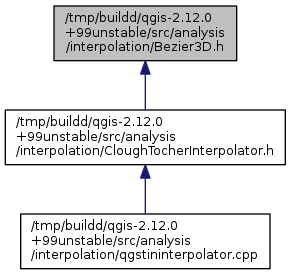 /tmp/buildd/qgis-2.12.0
+99unstable/src/analysis
/interpolation/Bezier3D.h
/tmp/buildd/qgis-2.12.0
+99unstable/src/analysis
/interpolation/CloughTocherInterpolator.h
/tmp/buildd/qgis-2.12.0
+99unstable/src/analysis
/interpolation/qgstininterpolator.cpp